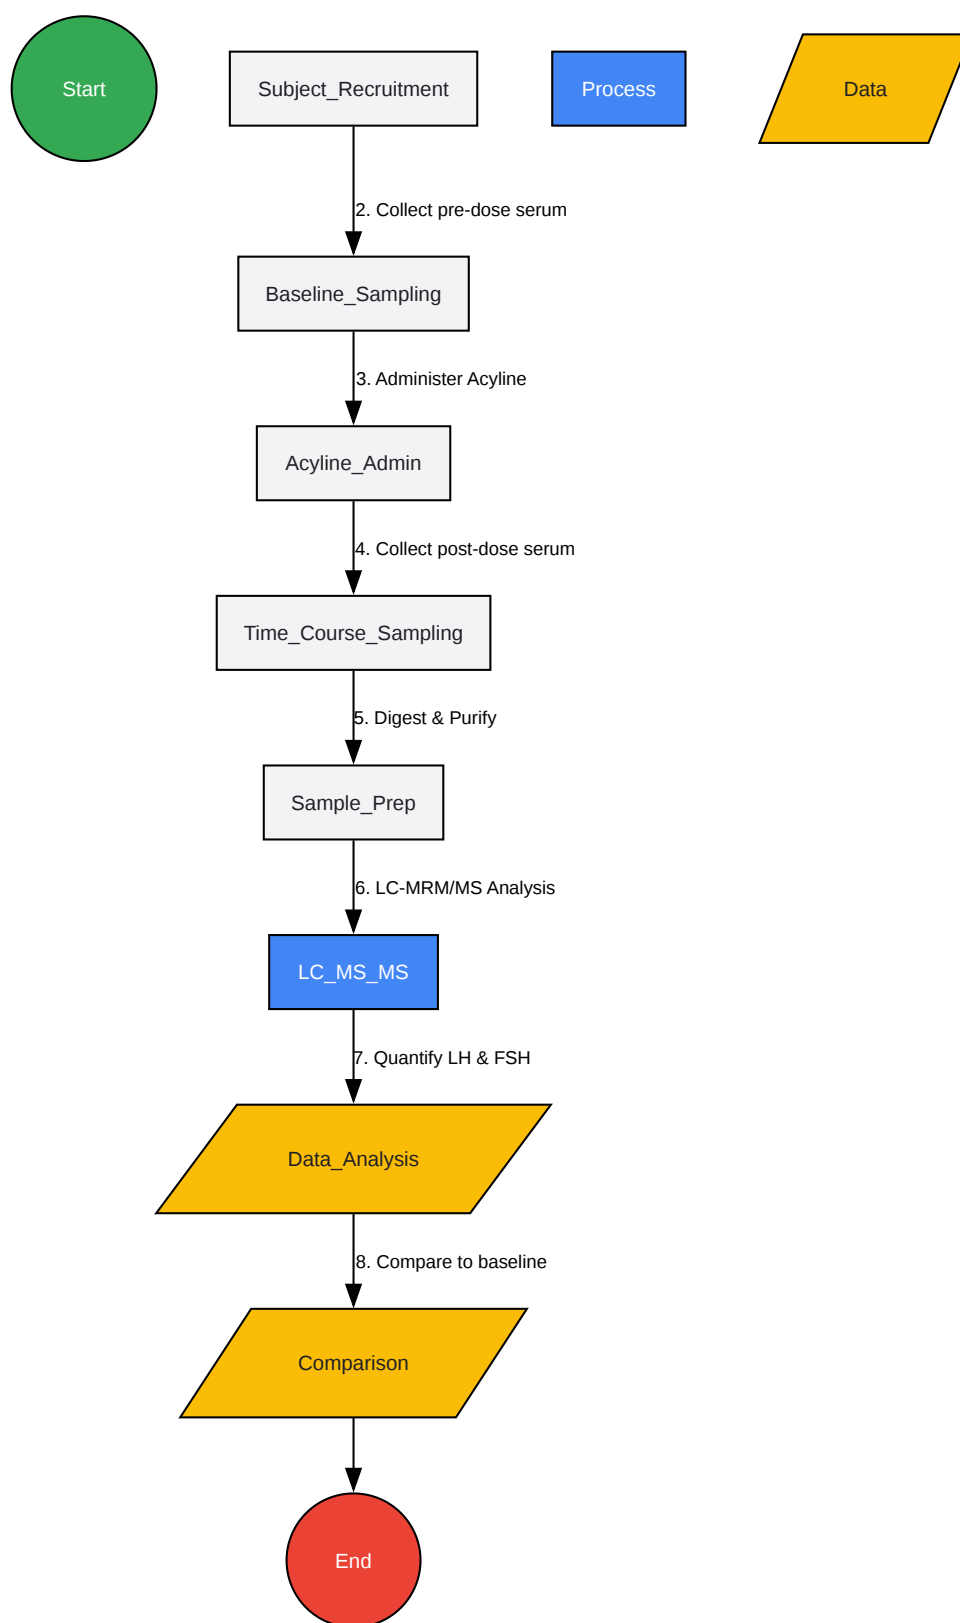 Start
Subject_Recruitment
Process
Data
2. Collect pre-dose serum
Baseline_Sampling
3. Administer Acyline
Acyline_Admin
4. Collect post-dose serum
Time_Course_Sampling
5. Digest & Purify
Sample_Prep
6. LC-MRM/MS Analysis
LC_MS_MS
7. Quantify LH & FSH
Data_Analysis
8. Compare to baseline
Comparison
End